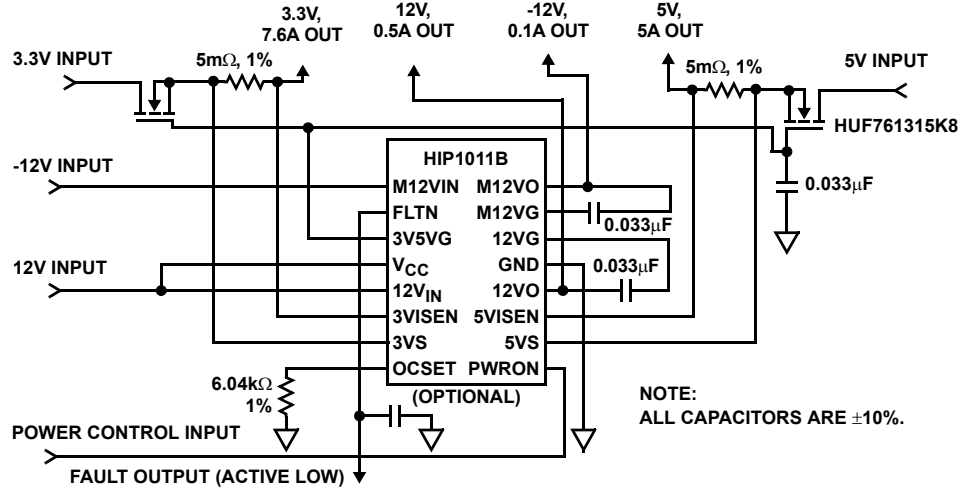 3.3V,
7.6A OUT
12V,
0.5A OUT
-12V,
0.1A OUT
5V,
5A OUT
3.3V INPUT
5mΩ, 1%
5mΩ, 1%
5V INPUT
HUF761315K8
HIP1011B
-12V INPUT
M12VIN
M12VO
0.033µF
FLTN
M12VG
0.033µF
3V5VG
12VG
12V INPUT
VCC
GND
0.033µF
12VIN
12VO
3VISEN
5VISEN
3VS
5VS
OCSET
PWRON
6.04kΩ
1%
(OPTIONAL)
NOTE:
ALL CAPACITORS ARE ±10%.
POWER CONTROL INPUT
FAULT OUTPUT (ACTIVE LOW)